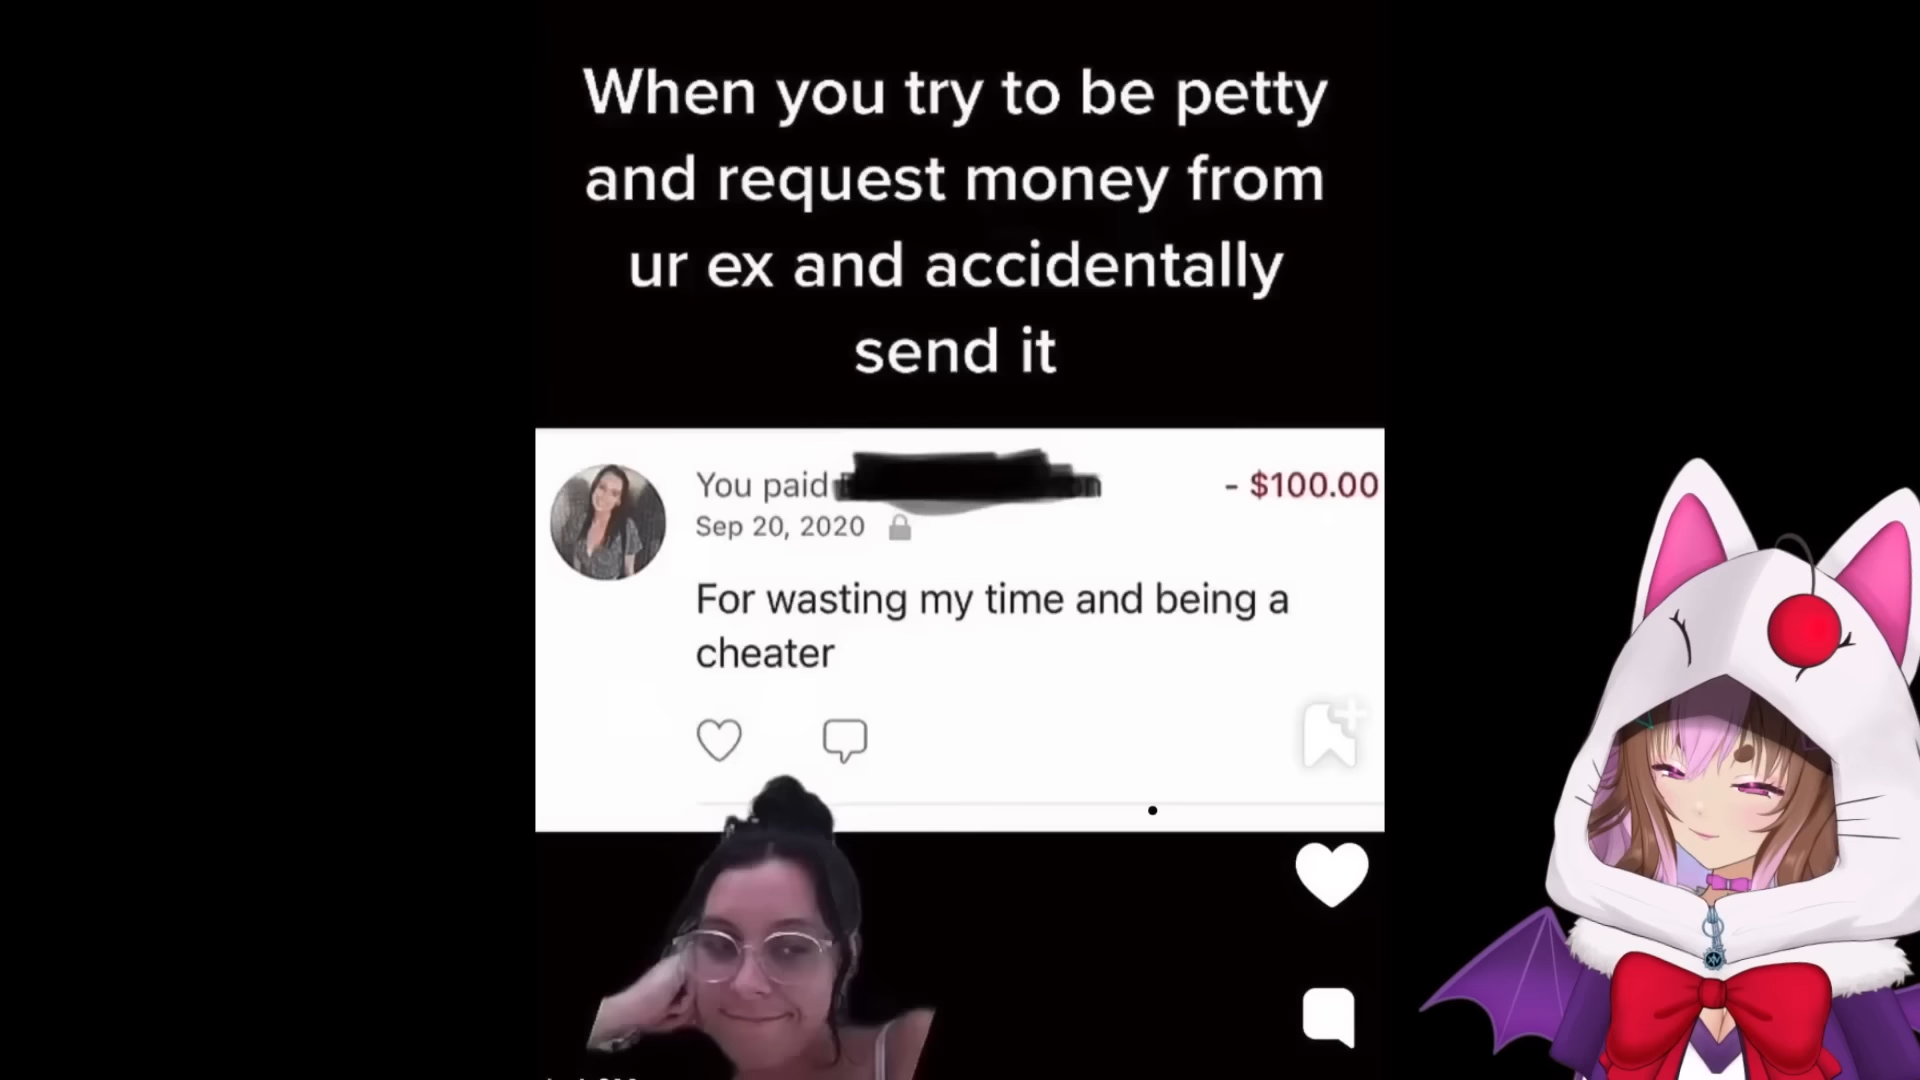 When you try to be petty
and request money from
ur ex and accidentally
send it
You paid
- $100.00
Sep 20, 2020
For wasting my time and being a
cheater